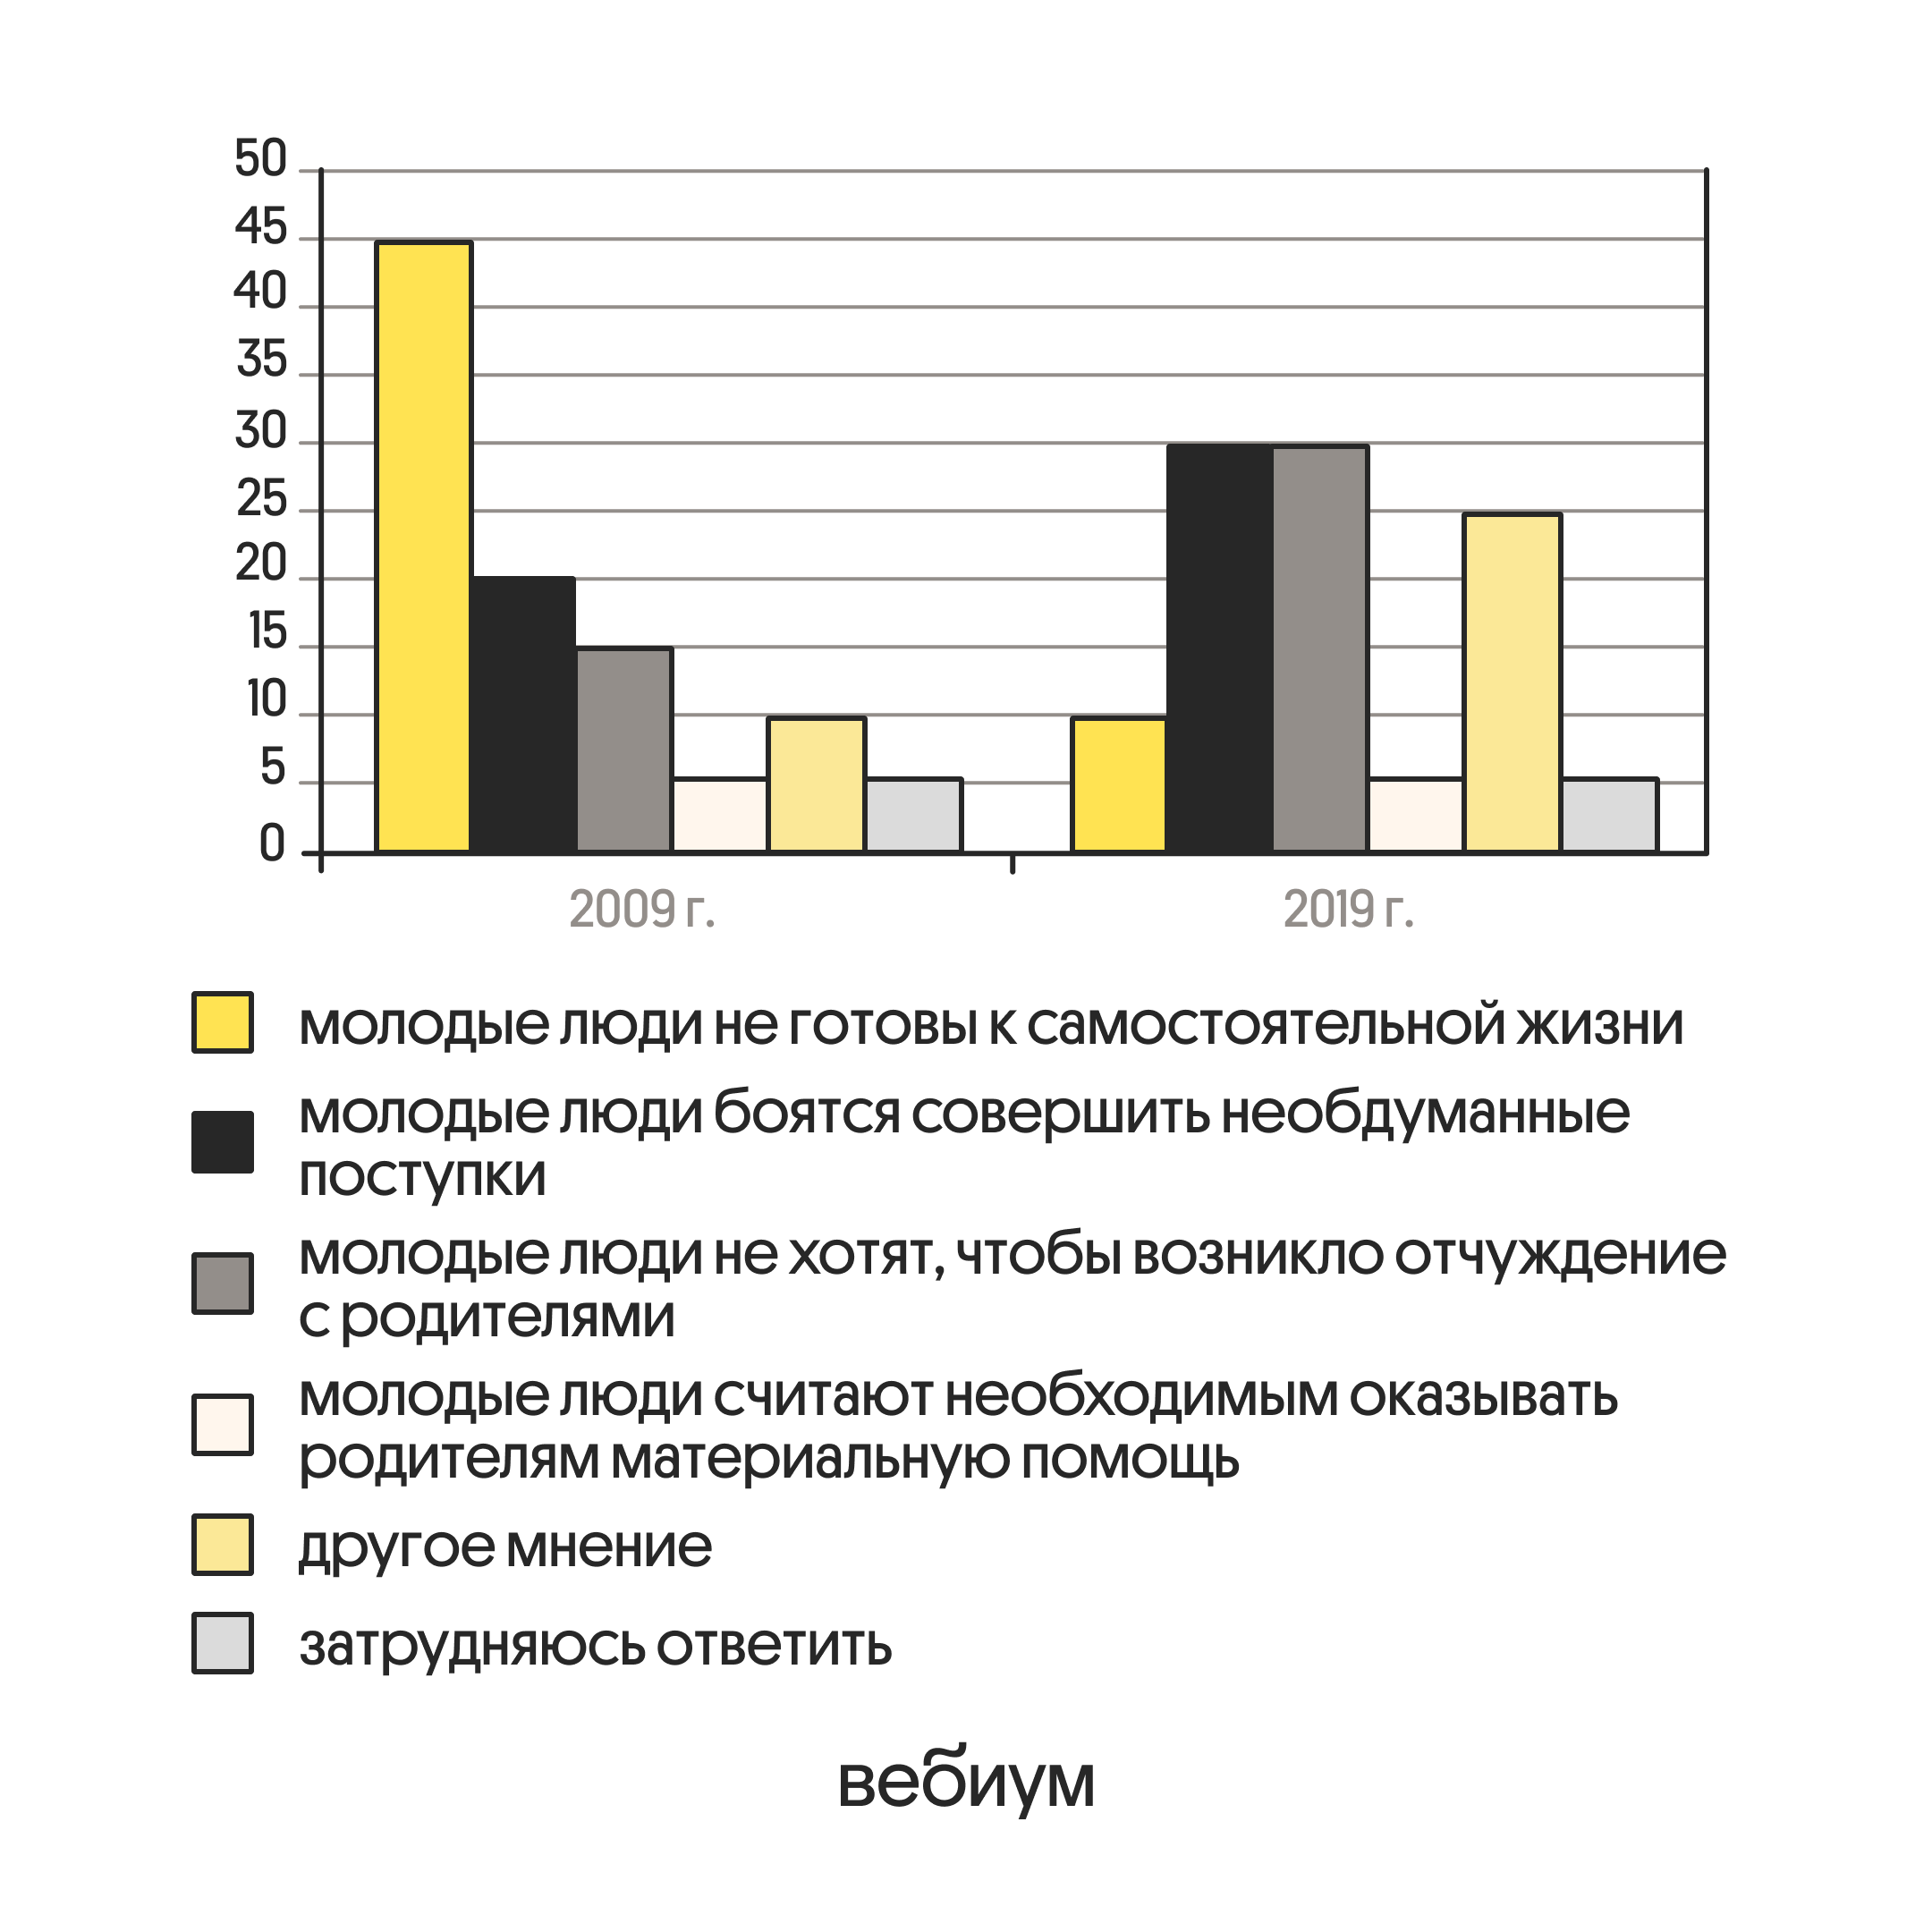 50
45
40
35
30
25
20
15
10
5
0
2009 г.
2019 г.
молодые люди не готовы к самостоятельной жизни
молодые люди боятся совершить необдуманные
поступки
молодые люди не хотят, чтобы возникло отчуждение
с родителями
молодые люди считают необходимым оказывать
родителям материальную помощь
другое мнение
затрудняюсь ответить
вебиум